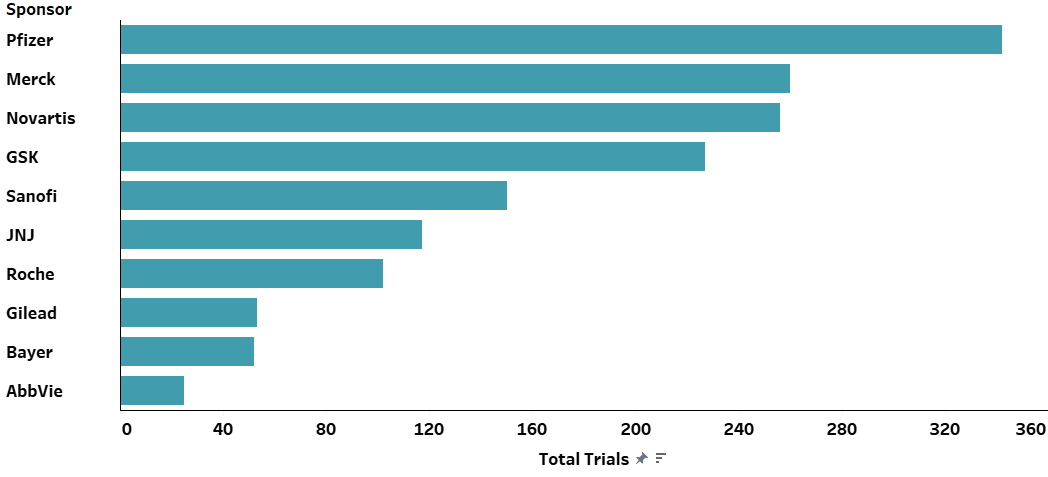 Sponsor
Pfizer
Merck
Novartis
GSK
Sanofi
JNJ
Roche
Gilead
Bayer
AbbVie
0 40 80 120 160 200 240 280 320 360
Total Trials